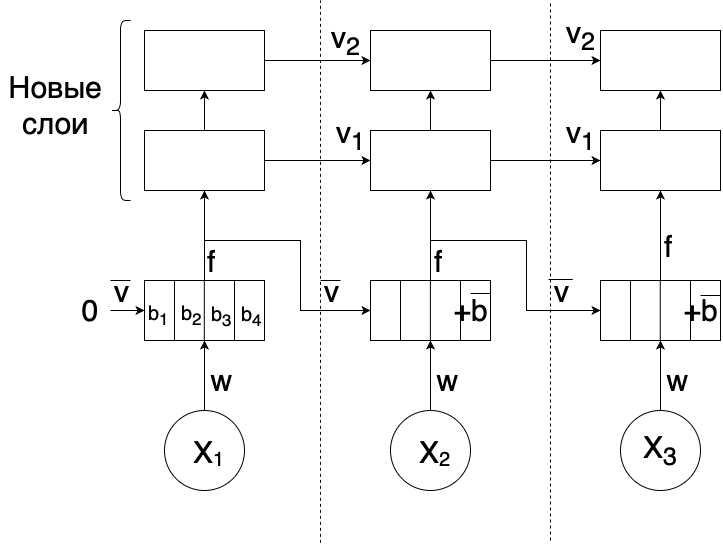 V₂ V₂
Новые
слои
V₁ V₁
f f f
0 V̅ V̅ V̅
b₁ b₂ b₃ b₄ +b̅ +b̅
w w w
X₁ X₂ X₃